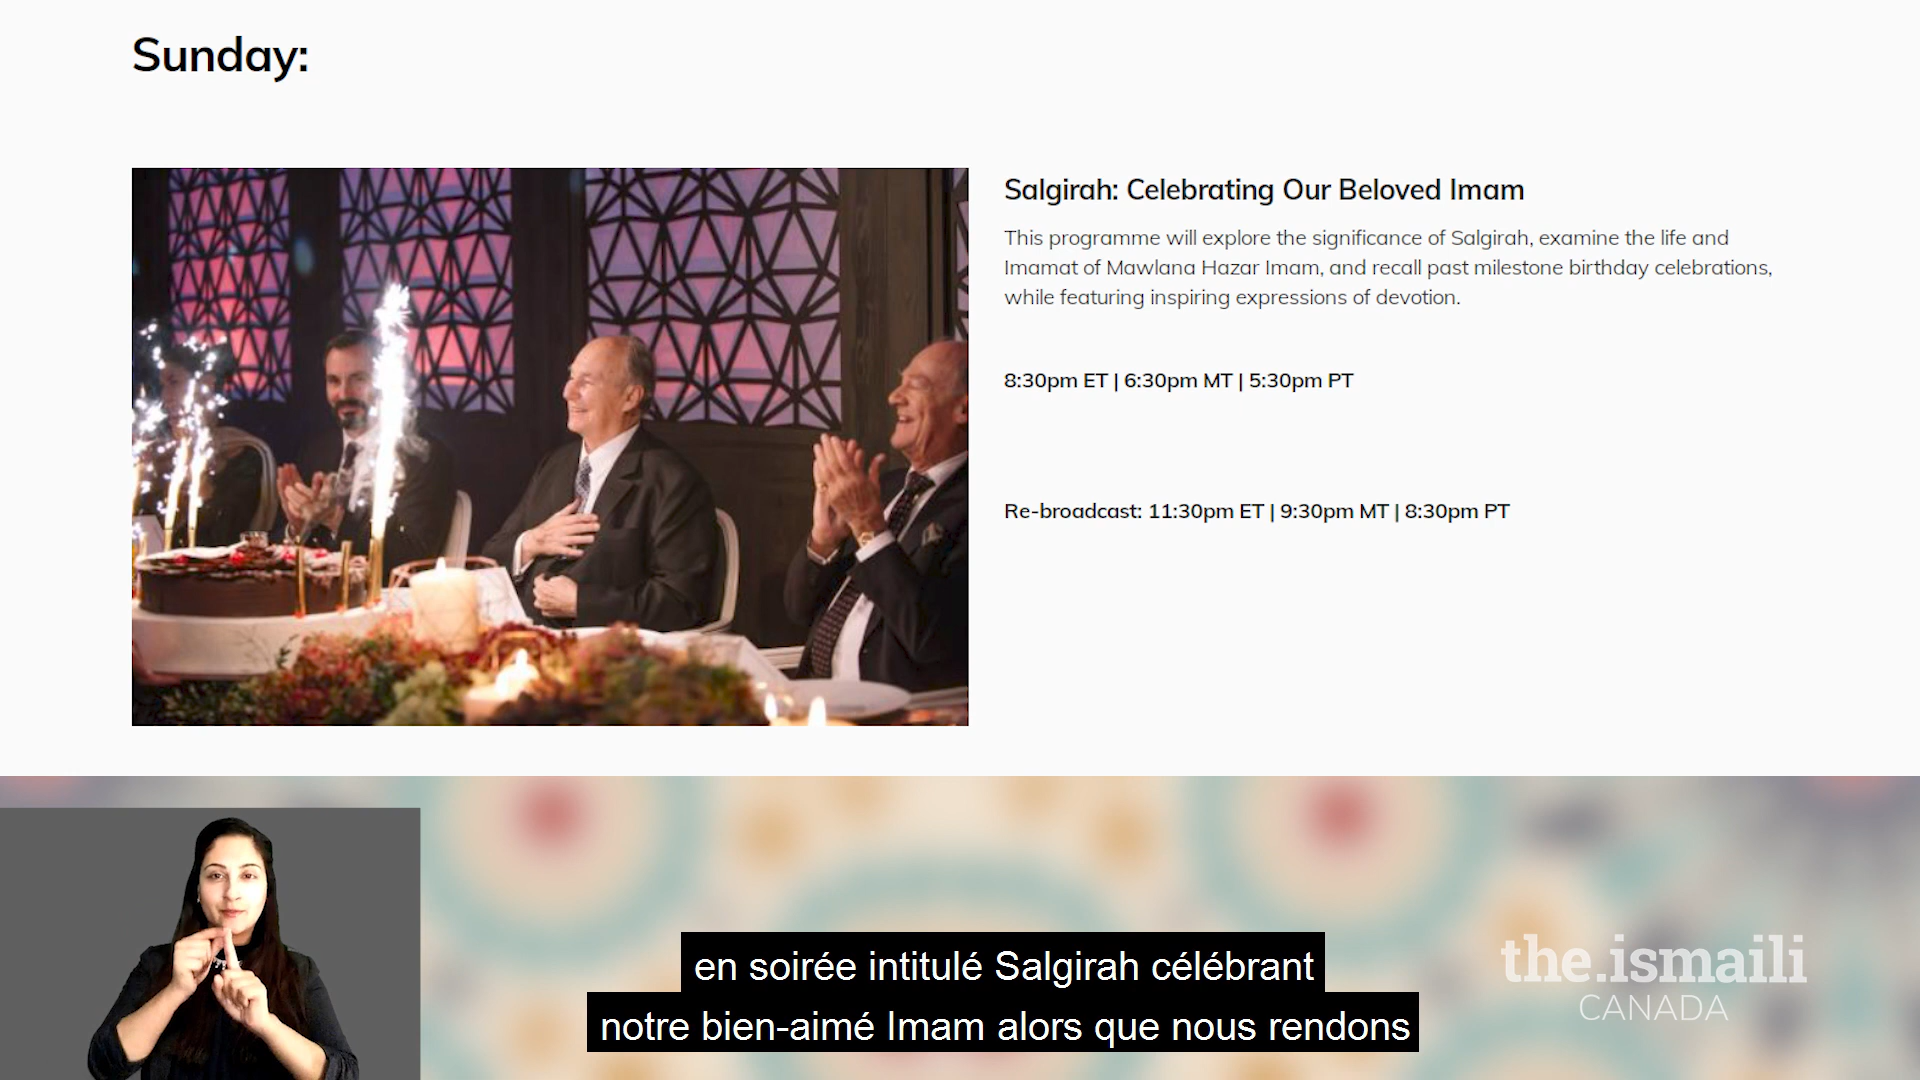 Sunday:
Salgirah: Celebrating Our Beloved Imam
This programme will explore the significance of Salgirah, examine the life and
Imamat of Mawlana Hazar Imam, and recall past milestone birthday celebrations,
while featuring inspiring expressions of devotion.
8:30pm ET | 6:30pm MT | 5:30pm PT
Re-broadcast: 11:30pm ET | 9:30pm MT | 8:30pm PT
en soirée intitulé Salgirah célébrant
notre bien-aimé Imam alors que nous rendons
the.ismaili
CANADA